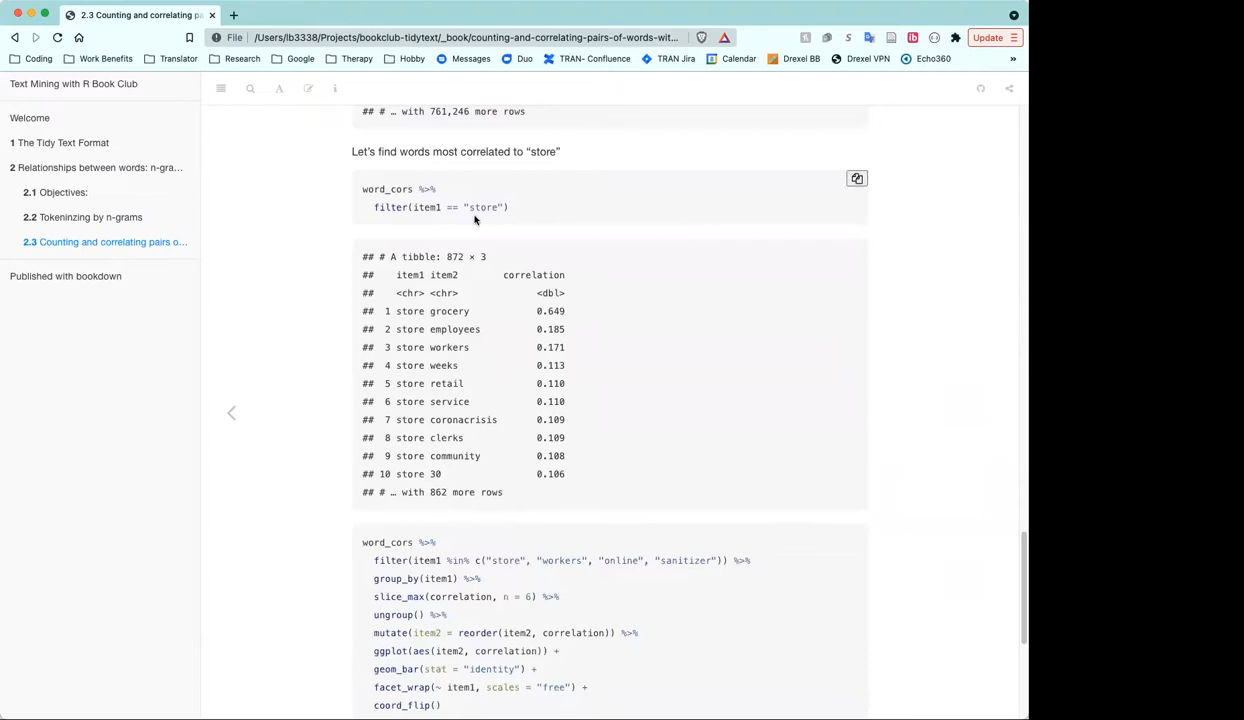 2.3 Counting and correlating pa
File
/Users/lb3338/Projects/bookclub-tidytext/_book/counting-and-correlating-pairs-of-words-wit...
Update
Coding
Work Benefits
Translator
Research
Google
Therapy
Hobby
Messages
Duo
TRAN- Confluence
TRAN Jira
Calendar
Drexel BB
Drexel VPN
Echo360
»
Text Mining with R Book Club
Welcome
1 The Tidy Text Format
2 Relationships between words: n-gra...
2.1 Objectives:
2.2 Tokeninzing by n-grams
2.3 Counting and correlating pairs o...
Published with bookdown
## # … with 761,246 more rows
Let's find words most correlated to "store"
word_cors %>%
filter(item1 == "store")
## # A tibble: 872 × 3
## item1 item2 correlation
## <chr> <chr> <dbl>
## 1 store grocery 0.649
## 2 store employees 0.185
## 3 store workers 0.171
## 4 store weeks 0.113
## 5 store retail 0.110
## 6 store service 0.110
## 7 store coronacrisis 0.109
## 8 store clerks 0.109
## 9 store community 0.108
## 10 store 30 0.106
## # … with 862 more rows
word_cors %>%
filter(item1 %in% c("store", "workers", "online", "sanitizer")) %>%
group_by(item1) %>%
slice_max(correlation, n = 6) %>%
ungroup() %>%
mutate(item2 = reorder(item2, correlation)) %>%
ggplot(aes(item2, correlation)) +
geom_bar(stat = "identity") +
facet_wrap(~ item1, scales = "free") +
coord_flip()